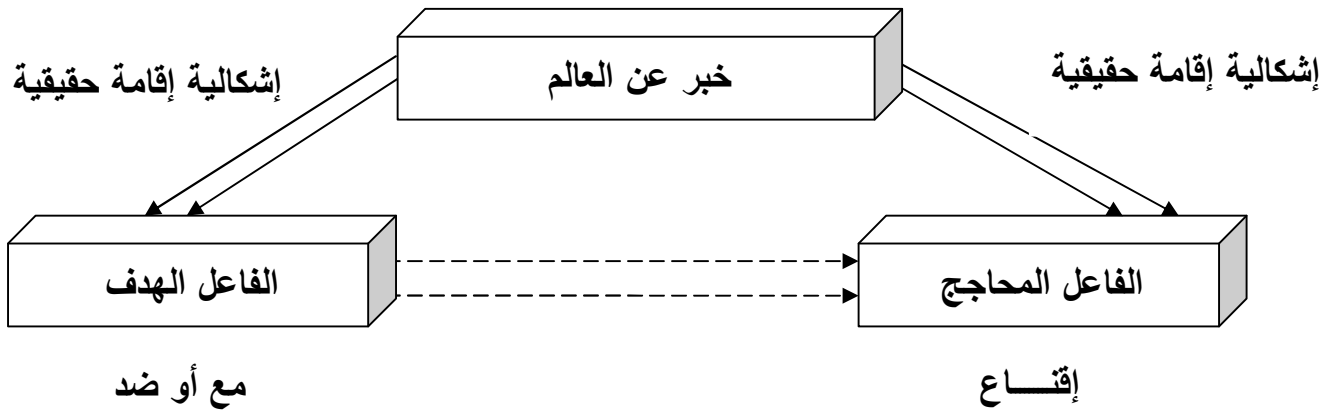 خبر عن العالم
إشكالية إقامة حقيقية
إشكالية إقامة حقيقية
الفاعل المحاجج
الفاعل الهدف
إقنـــاع
مع أو ضد